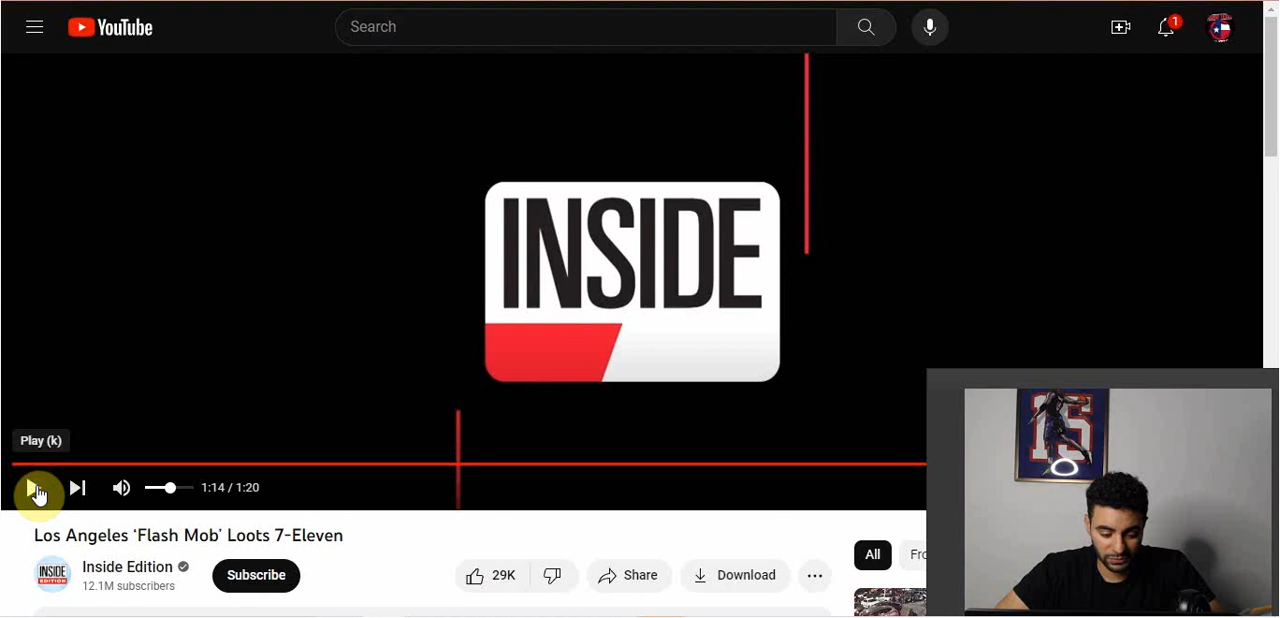 YouTube
Search
1
INSIDE
15
Play (k)
1:14 / 1:20
Los Angeles ‘Flash Mob’ Loots 7-Eleven
INSIDE
EDITION
Inside Edition
12.1M subscribers
Subscribe
29K
Share
Download
All
Fro